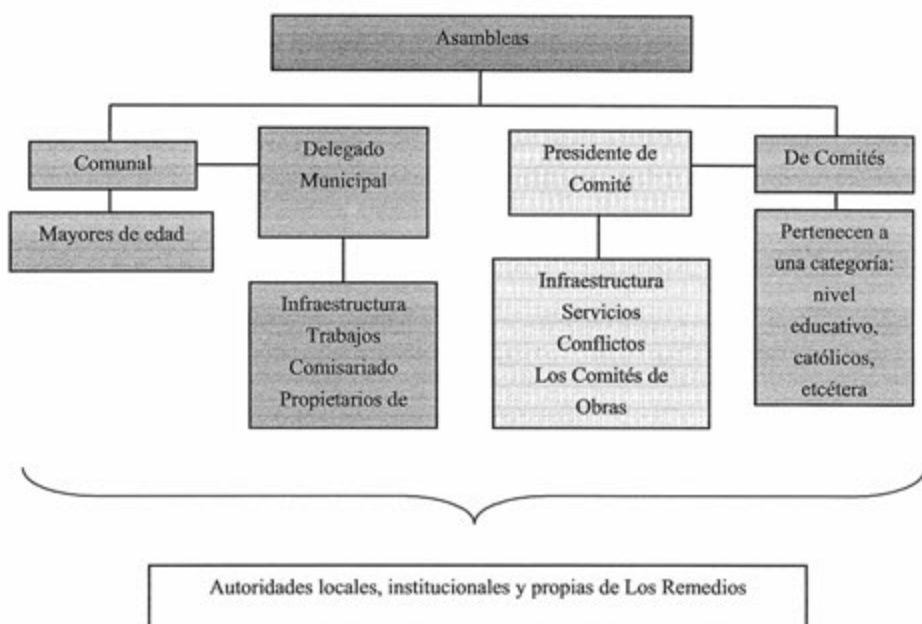 Asambleas
Comunal
Delegado
Municipal
Presidente de
Comité
De Comités
Mayores de edad
Infraestructura
Trabajos
Comisariado
Propietarios de
Infraestructura
Servicios
Conflictos
Los Comités de
Obras
Pertenecen a
una categoría:
nivel
educativo,
católicos,
etcétera
Autoridades locales, institucionales y propias de Los Remedios